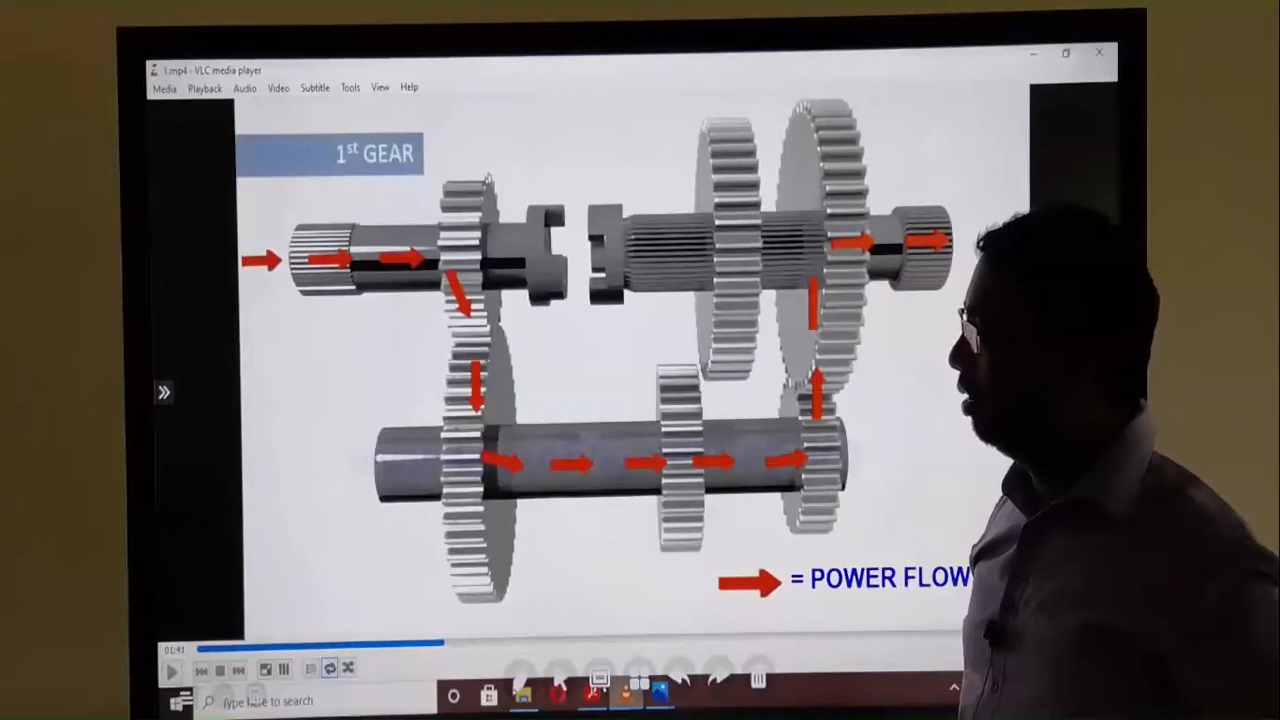 1.mp4 - VLC media player
Media Playback Audio Video Subtitle Tools View Help
1st GEAR
= POWER FLOW
01:41
Type here to search